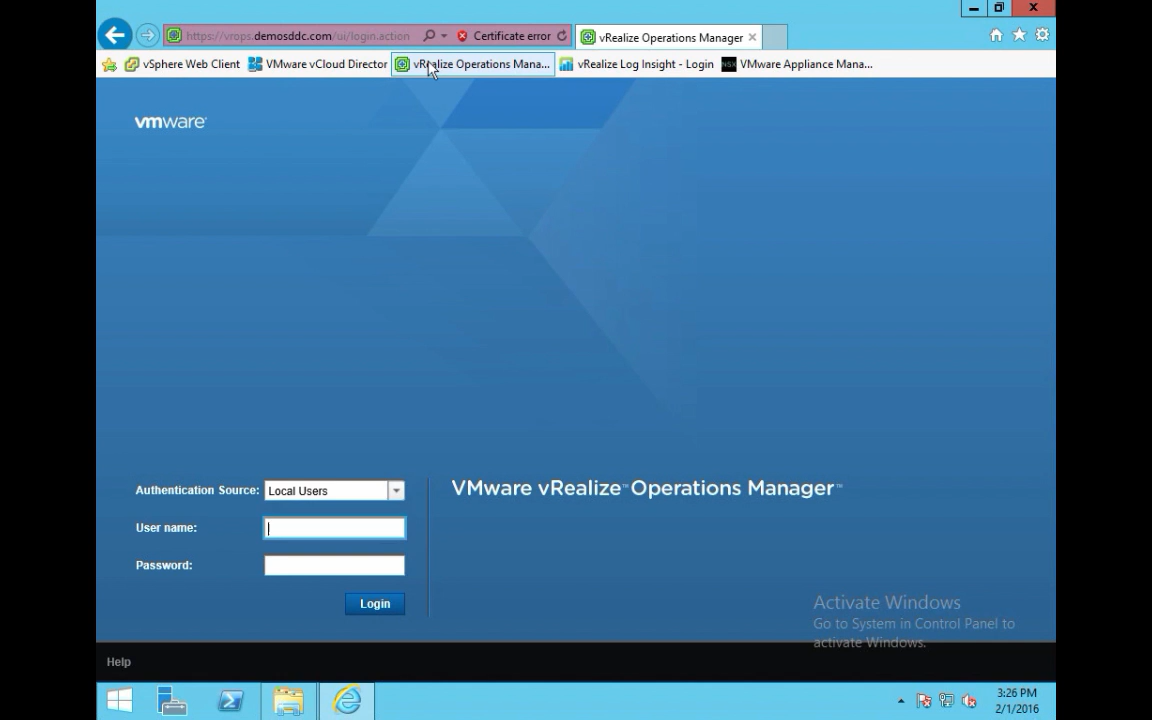 https://vrops.demosddc.com/ui/login.action Certificate error vRealize Operations Manager
vSphere Web Client VMware vCloud Director vRealize Operations Mana... vRealize Log Insight - Login NSX VMware Appliance Mana...
vmware
Authentication Source: Local Users
VMware vRealize™ Operations Manager™
User name:
Password:
Login
Activate Windows
Go to System in Control Panel to
activate Windows.
Help
3:26 PM
2/1/2016